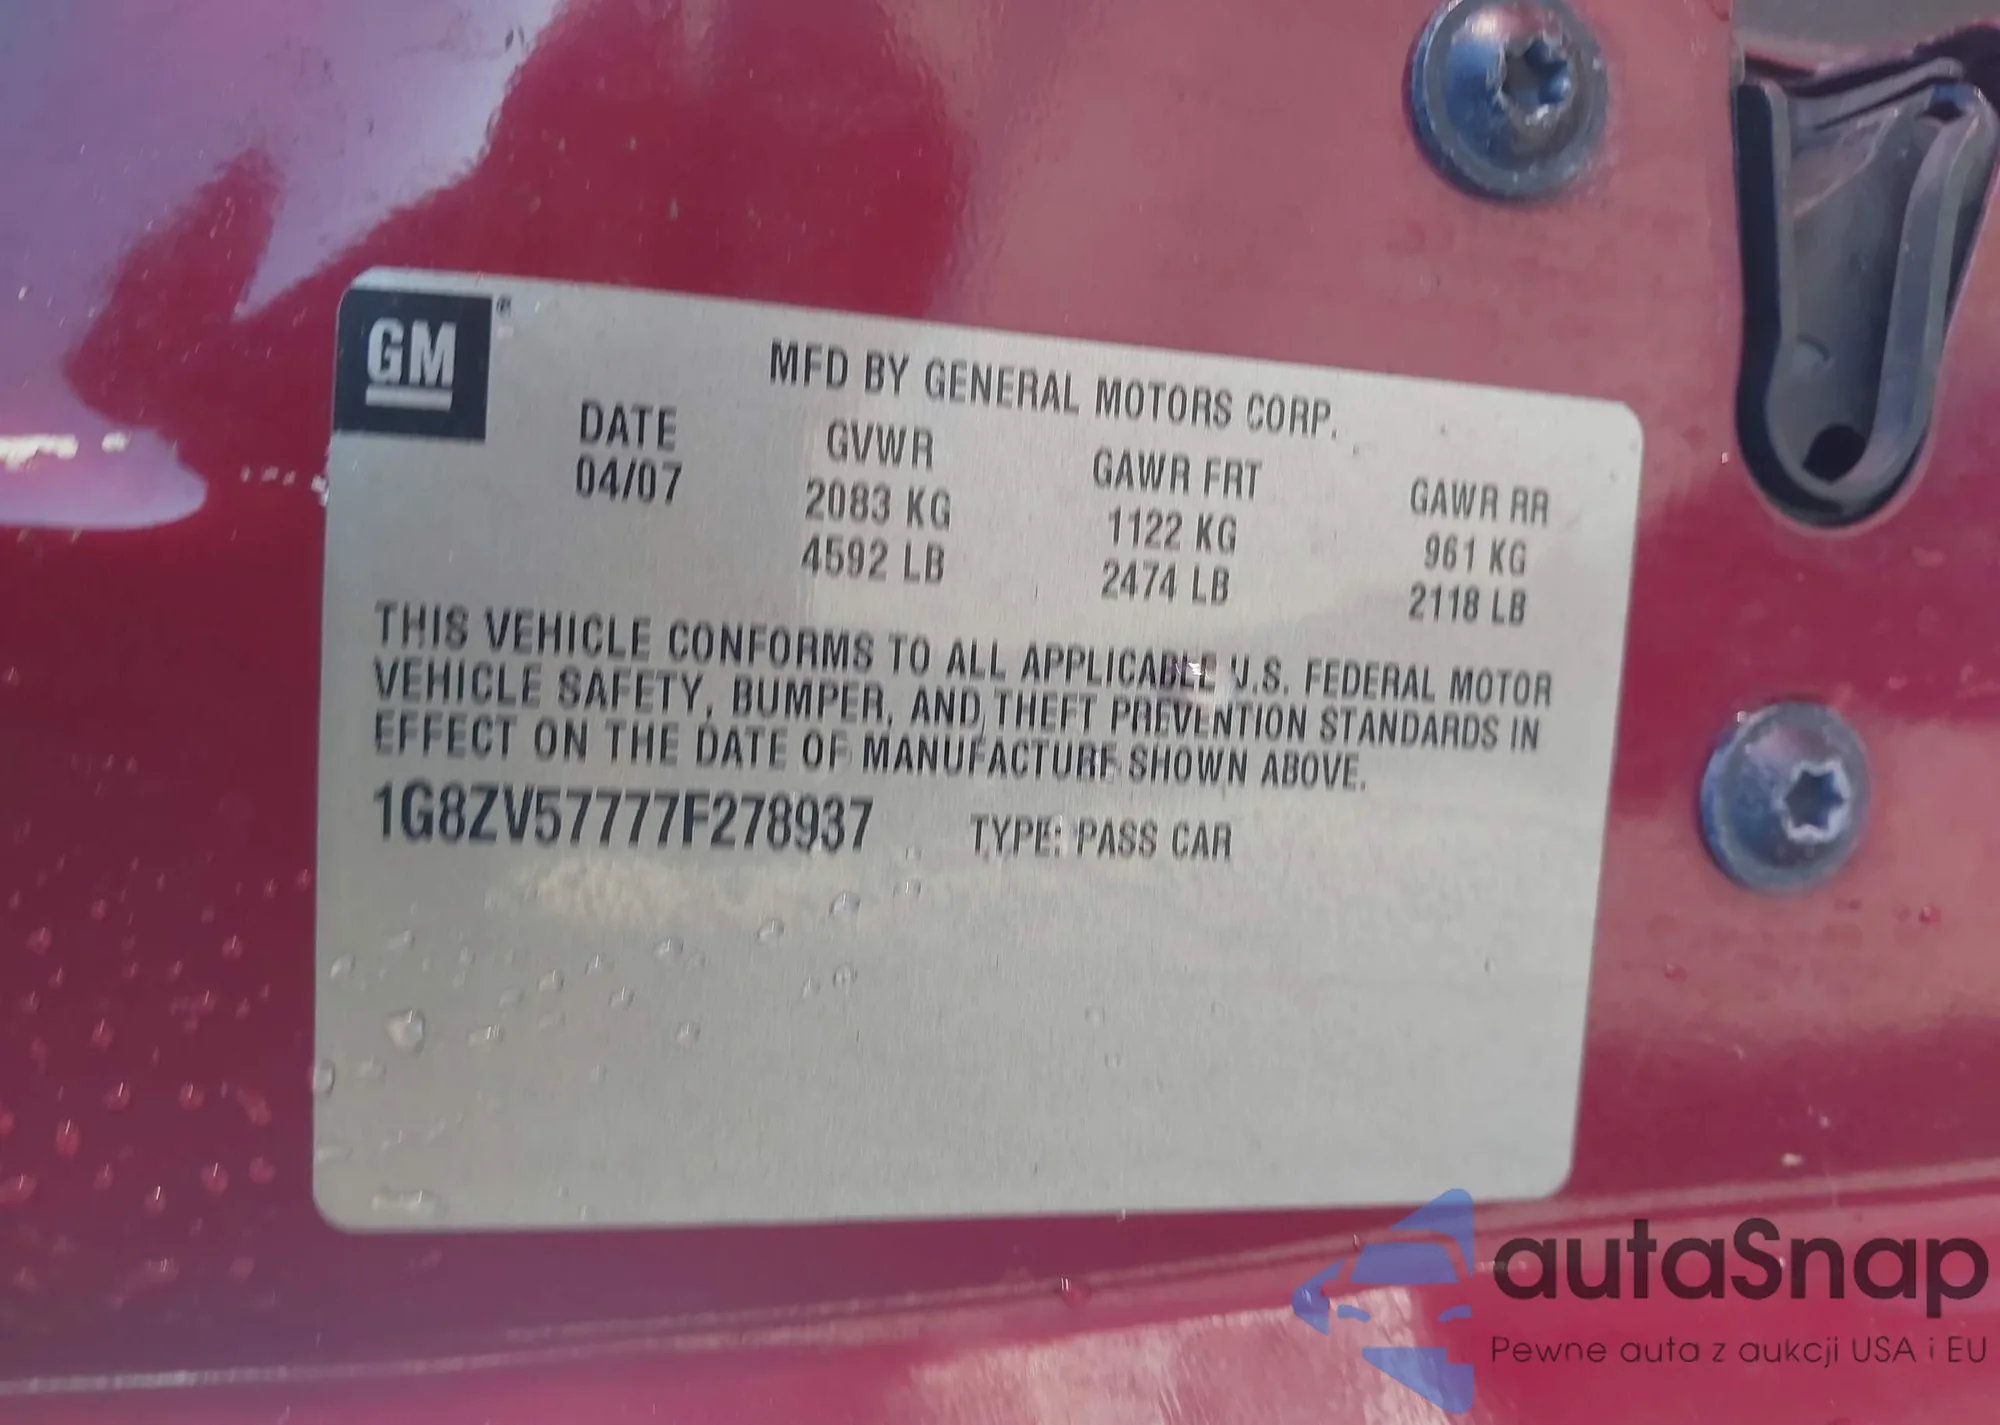 GM ®
MFD BY GENERAL MOTORS CORP.
DATE GVWR GAWR FRT GAWR RR
04/07 2083 KG 1122 KG 961 KG
4592 LB 2474 LB 2118 LB
THIS VEHICLE CONFORMS TO ALL APPLICABLE U.S. FEDERAL MOTOR
VEHICLE SAFETY, BUMPER, AND THEFT PREVENTION STANDARDS IN
EFFECT ON THE DATE OF MANUFACTURE SHOWN ABOVE.
1G8ZV57777F278937 TYPE: PASS CAR
autaSnap
Pewne auta z aukcji USA i EU